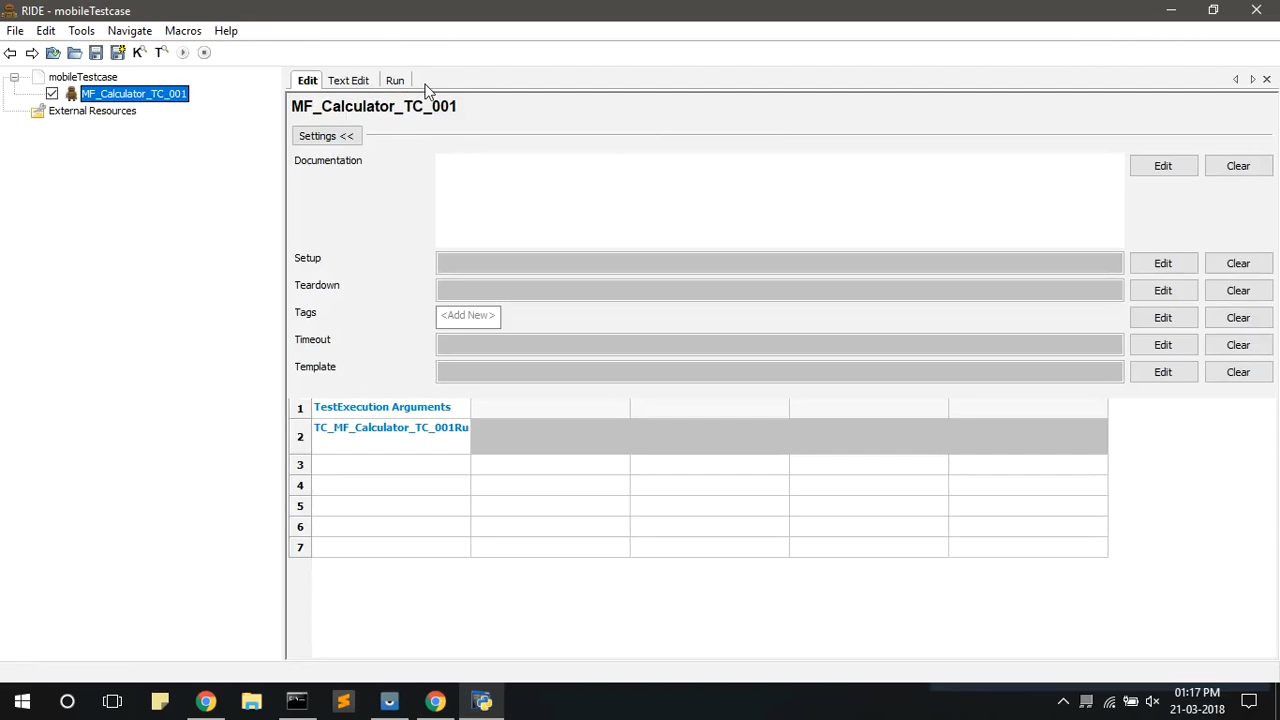 RIDE - mobileTestcase
File Edit Tools Navigate Macros Help
K T
mobileTestcase
MF_Calculator_TC_001
External Resources
Edit Text Edit Run
MF_Calculator_TC_001
Settings <<
Documentation Edit Clear
Setup Edit Clear
Teardown Edit Clear
Tags <Add New> Edit Clear
Timeout Edit Clear
Template Edit Clear
1 TestExecution Arguments
2 TC_MF_Calculator_TC_001Ru
3
4
5
6
7
01:17 PM
21-03-2018